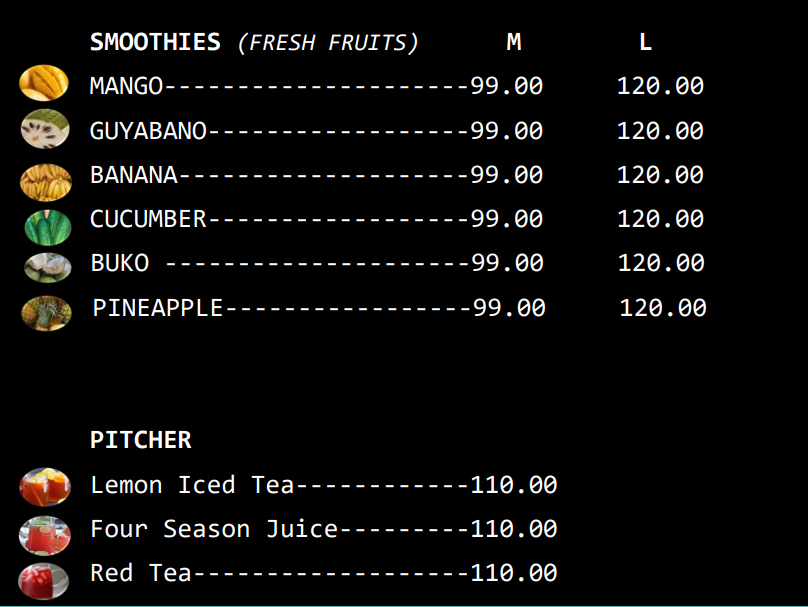 SMOOTHIES (FRESH FRUITS) M L
MANGO---------------------99.00 120.00
GUYABANO------------------99.00 120.00
BANANA--------------------99.00 120.00
CUCUMBER------------------99.00 120.00
BUKO ---------------------99.00 120.00
PINEAPPLE-----------------99.00 120.00
PITCHER
Lemon Iced Tea------------110.00
Four Season Juice---------110.00
Red Tea-------------------110.00